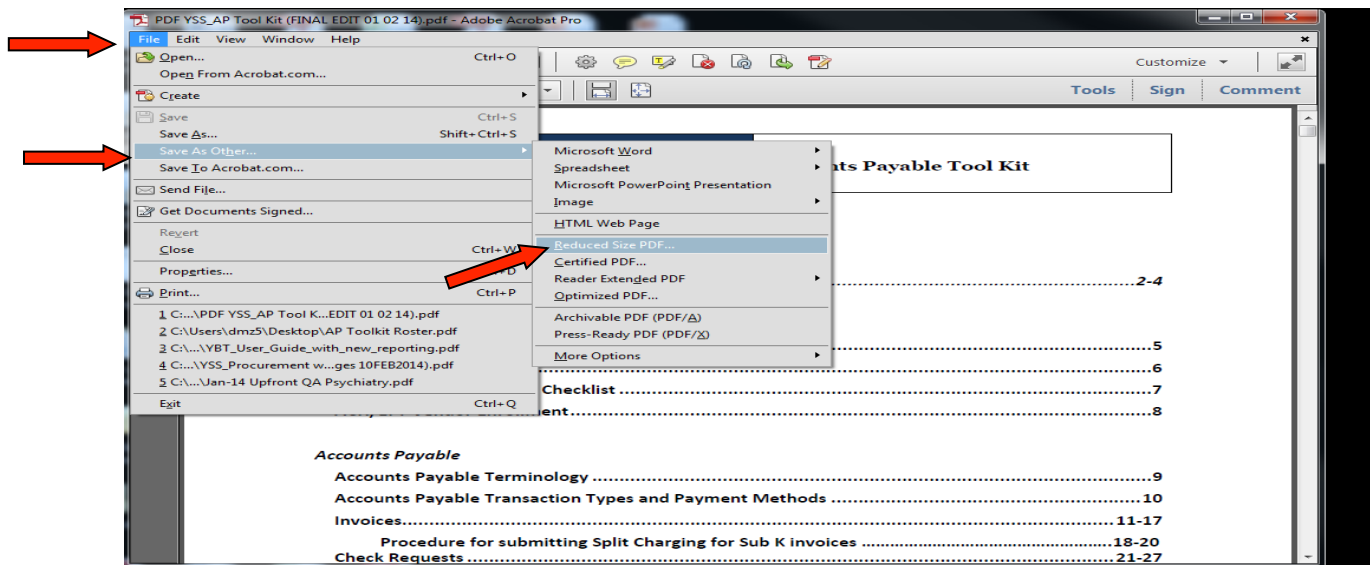 PDF YSS_AP Tool Kit (FINAL EDIT 01 02 14).pdf - Adobe Acrobat Pro
File Edit View Window Help
Open... Ctrl+O
Open From Acrobat.com...
Customize
Create
Tools Sign Comment
Save Ctrl+S
Save As... Shift+Ctrl+S
Save As Other...
Save To Acrobat.com...
Send File...
Get Documents Signed...
Revert
Close Ctrl+W
Properties...
Print... Ctrl+P
1 C:...\PDF YSS_AP Tool K...EDIT 01 02 14).pdf
2 C:\Users\dmz5\Desktop\AP Toolkit Roster.pdf
3 C:\...\YBT_User_Guide_with_new_reporting.pdf
4 C:\...\YSS_Procurement w...ges 10FEB2014).pdf
5 C:\...\Jan-14 Upfront QA Psychiatry.pdf
Exit Ctrl+Q
Microsoft Word
Spreadsheet
Microsoft PowerPoint Presentation
Image
HTML Web Page
Reduced Size PDF...
Certified PDF...
Reader Extended PDF
Optimized PDF...
Archivable PDF (PDF/A)
Press-Ready PDF (PDF/X)
More Options
Payable Tool Kit
2-4
5
6
Checklist 7
8
Accounts Payable
Accounts Payable Terminology 9
Accounts Payable Transaction Types and Payment Methods 10
Invoices 11-17
Procedure for submitting Split Charging for Sub K invoices 18-20
Check Requests 21-27